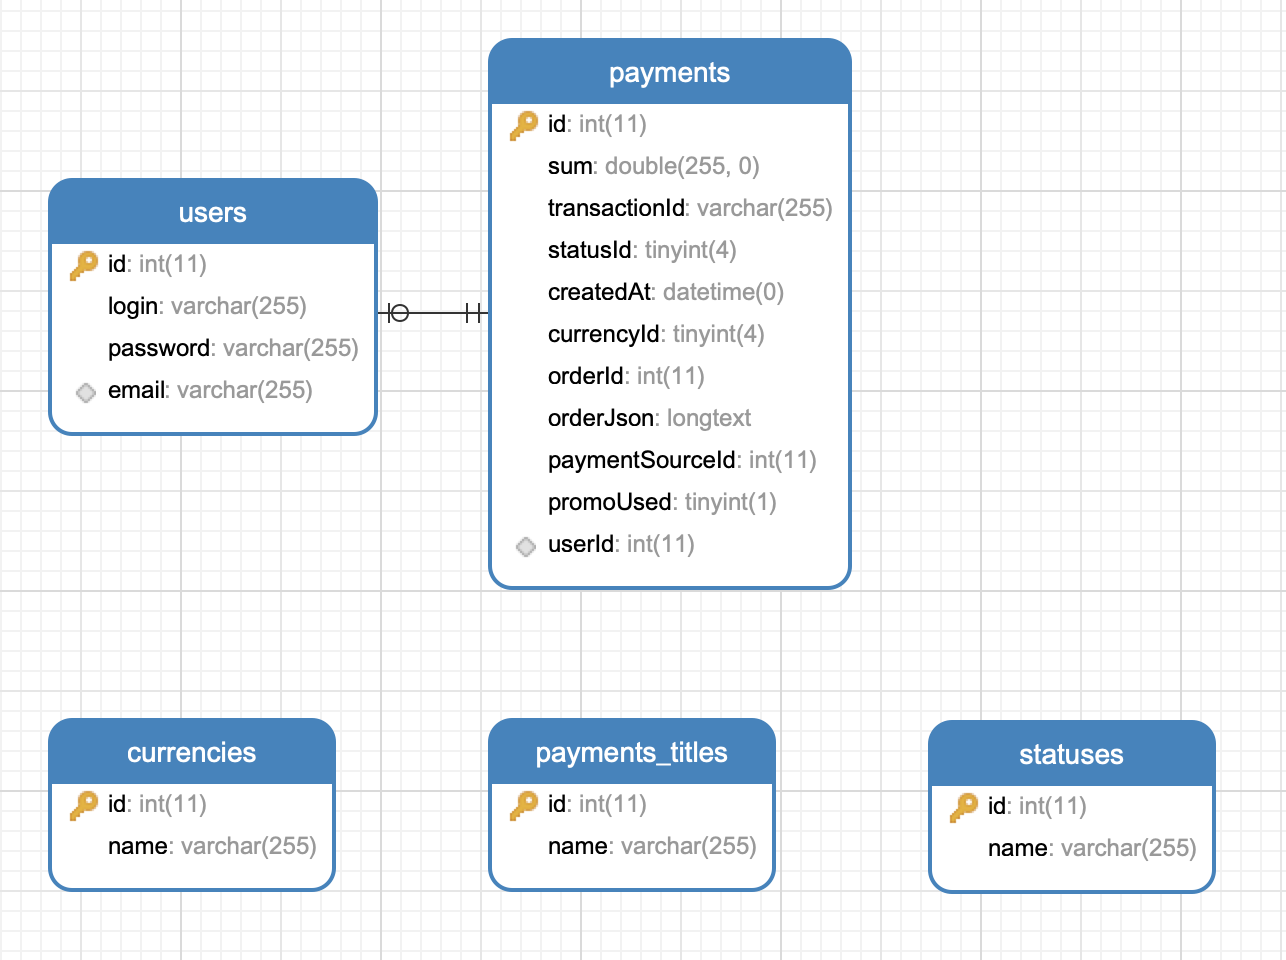 payments
id: int(11)
sum: double(255, 0)
transactionId: varchar(255)
statusId: tinyint(4)
createdAt: datetime(0)
currencyId: tinyint(4)
orderId: int(11)
orderJson: longtext
paymentSourceId: int(11)
promoUsed: tinyint(1)
userId: int(11)
users
id: int(11)
login: varchar(255)
password: varchar(255)
email: varchar(255)
currencies
id: int(11)
name: varchar(255)
payments_titles
id: int(11)
name: varchar(255)
statuses
id: int(11)
name: varchar(255)